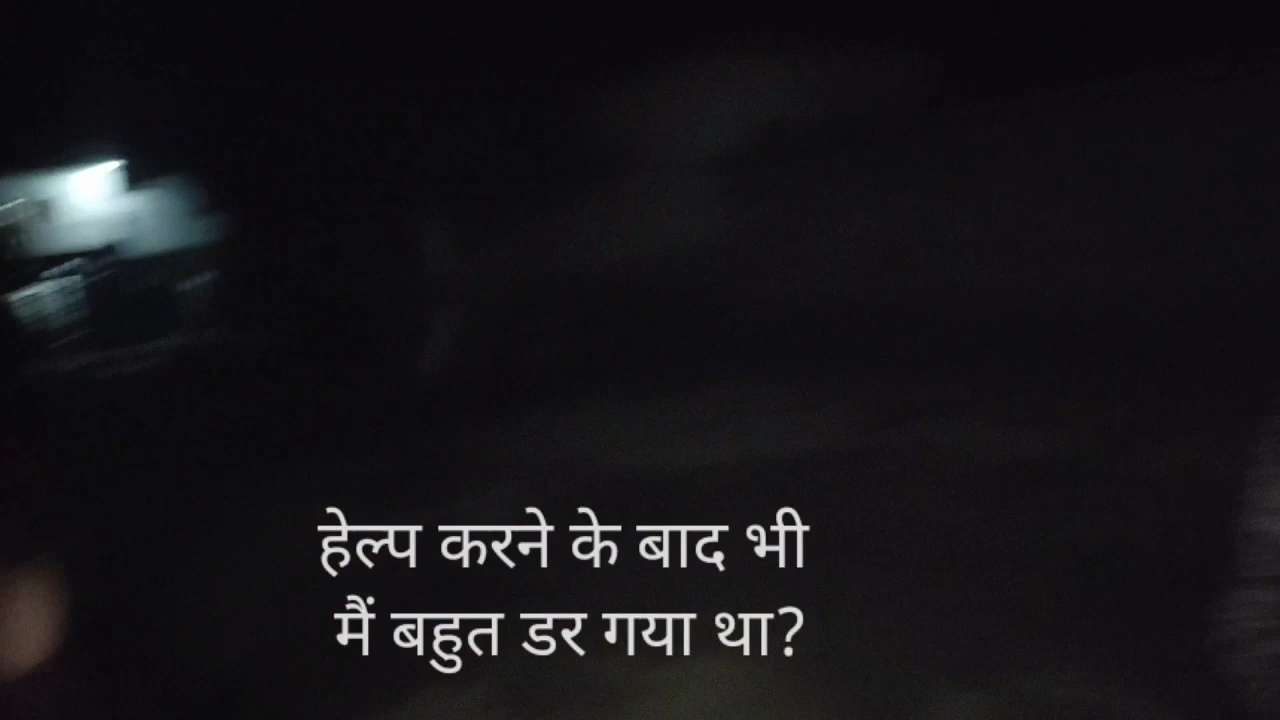 हेल्प करने के बाद भी
मैं बहुत डर गया था?